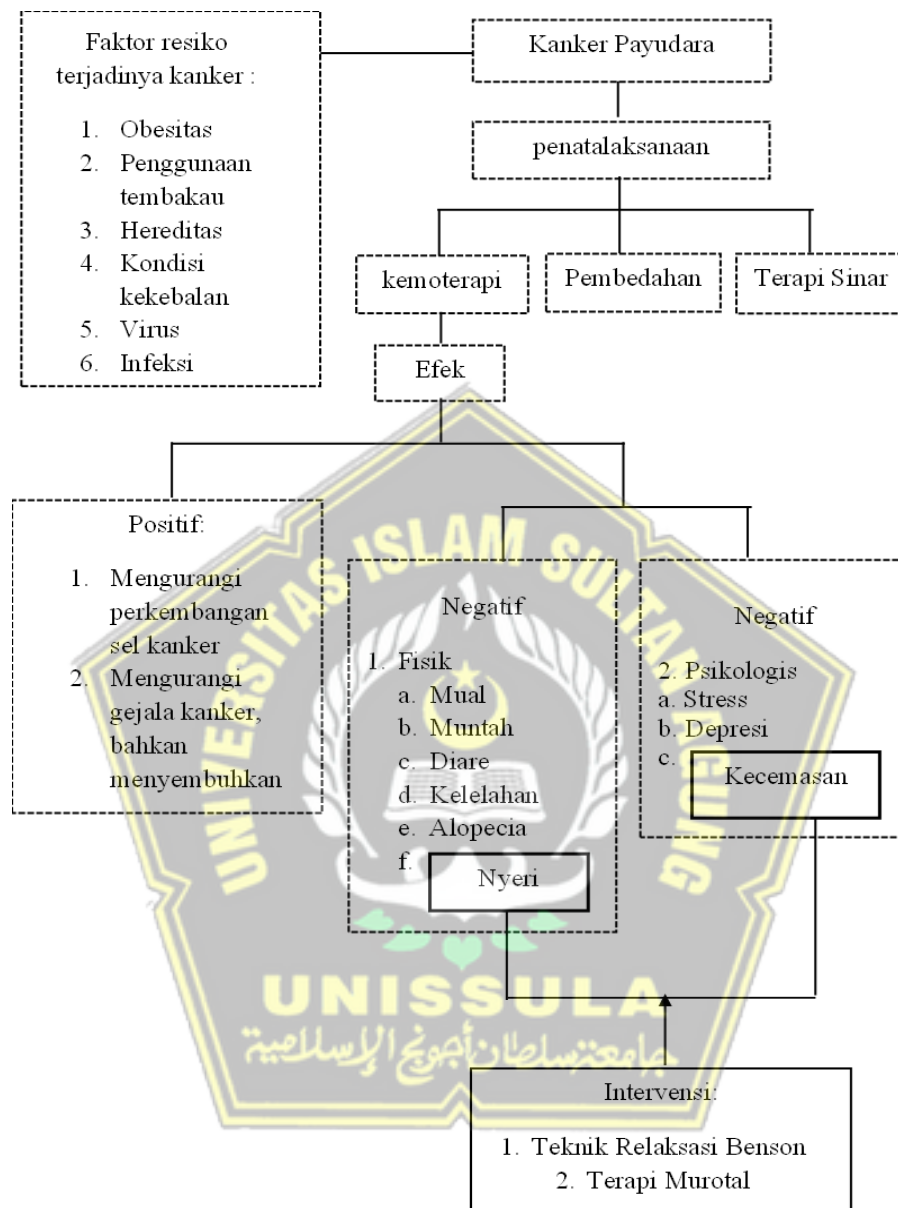 Faktor resiko
terjadinya kanker :
1. Obesitas
2. Penggunaan
tembakau
3. Hereditas
4. Kondisi
kekebalan
5. Virus
6. Infeksi
Kanker Payudara
penatalaksanaan
kemoterapi
Pembedahan
Terapi Sinar
Efek
Positif:
1. Mengurangi
perkembangan
sel kanker
2. Mengurangi
gejala kanker,
bahkan
menyembuhkan
Negatif
1. Fisik
a. Mual
b. Muntah
c. Diare
d. Kelelahan
e. Alopecia
f. Nyeri
Negatif
2. Psikologis
a. Stress
b. Depresi
c. Kecemasan
Intervensi:
1. Teknik Relaksasi Benson
2. Terapi Murotal
UNIVERSITAS ISLAM SULTAN AGUNG
UNISSULA
جامعة سلطان أجونج الإسلامية